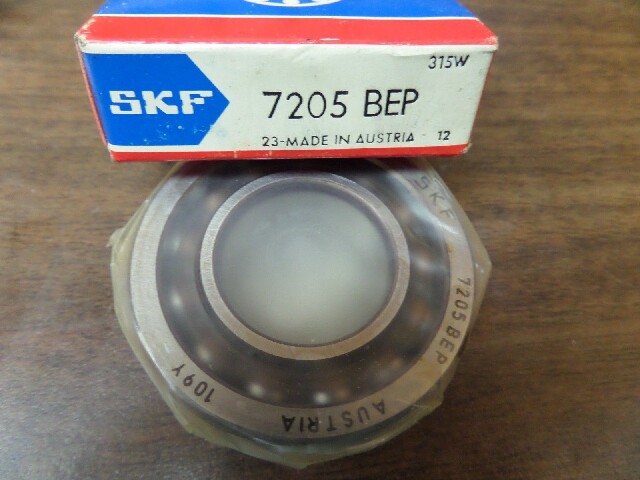 315W
SKF 7205 BEP
23-MADE IN AUSTRIA 12
SKF
7205 BEP
AUSTRIA
109Y